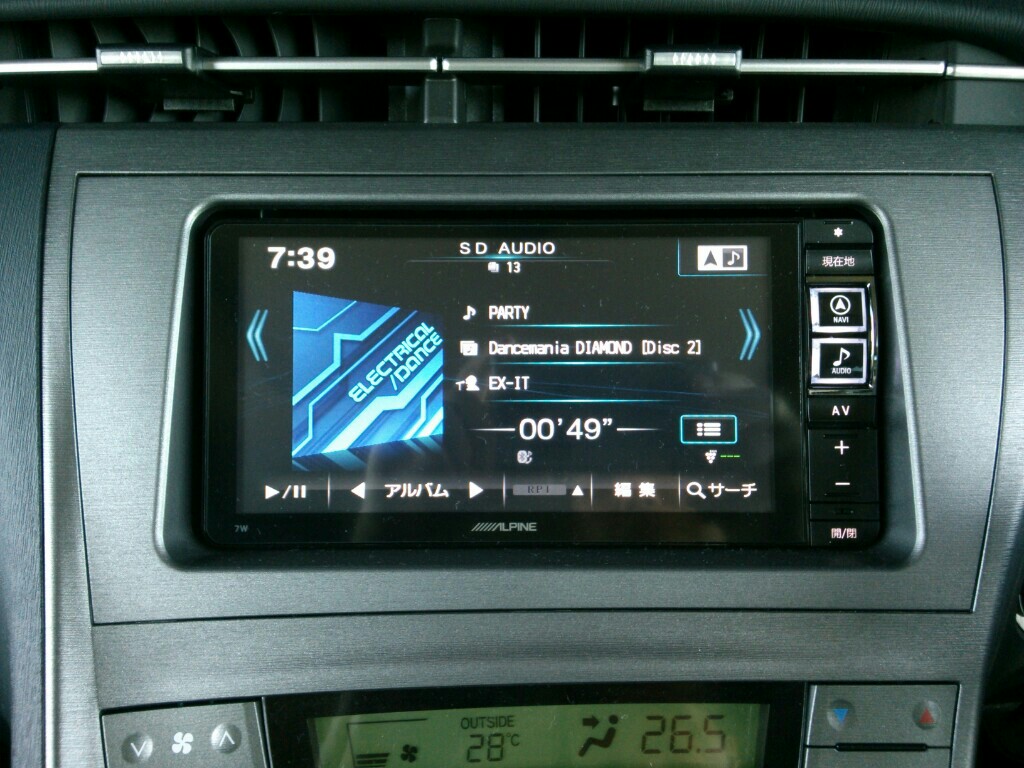 7:39
SD AUDIO
13
現在地
NAVI
AUDIO
AV
+
−
開/閉
PARTY
Dancemania DIAMOND [Disc 2]
EX-IT
ELECTRICAL
/DANCE
00'49"
アルバム
RPT
編集
サーチ
7W
ALPINE
OUTSIDE
28℃
26.5